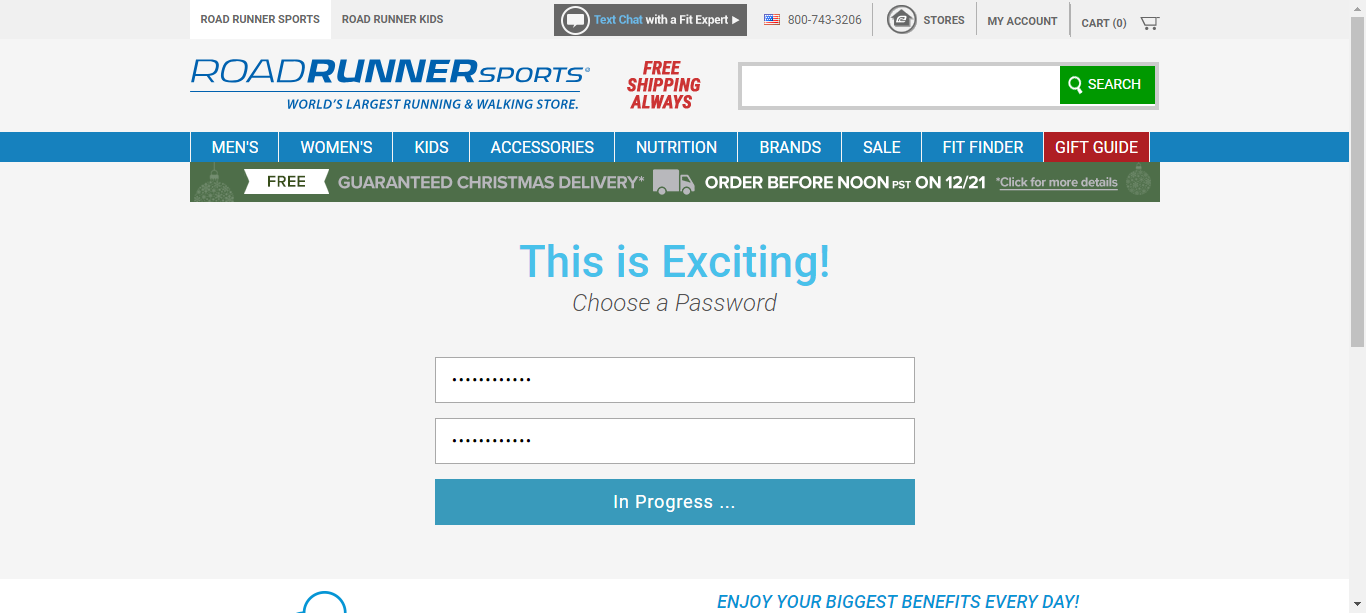 ROAD RUNNER SPORTS
ROAD RUNNER KIDS
Text Chat with a Fit Expert
800-743-3206
STORES
MY ACCOUNT
CART (0)
ROADRUNNERSPORTS®
WORLD'S LARGEST RUNNING & WALKING STORE.
FREE
SHIPPING
ALWAYS
SEARCH
MEN'S
WOMEN'S
KIDS
ACCESSORIES
NUTRITION
BRANDS
SALE
FIT FINDER
GIFT GUIDE
FREE GUARANTEED CHRISTMAS DELIVERY* ORDER BEFORE NOON PST ON 12/21 *Click for more details
This is Exciting!
Choose a Password
••••••••••••
••••••••••••
In Progress ...
ENJOY YOUR BIGGEST BENEFITS EVERY DAY!